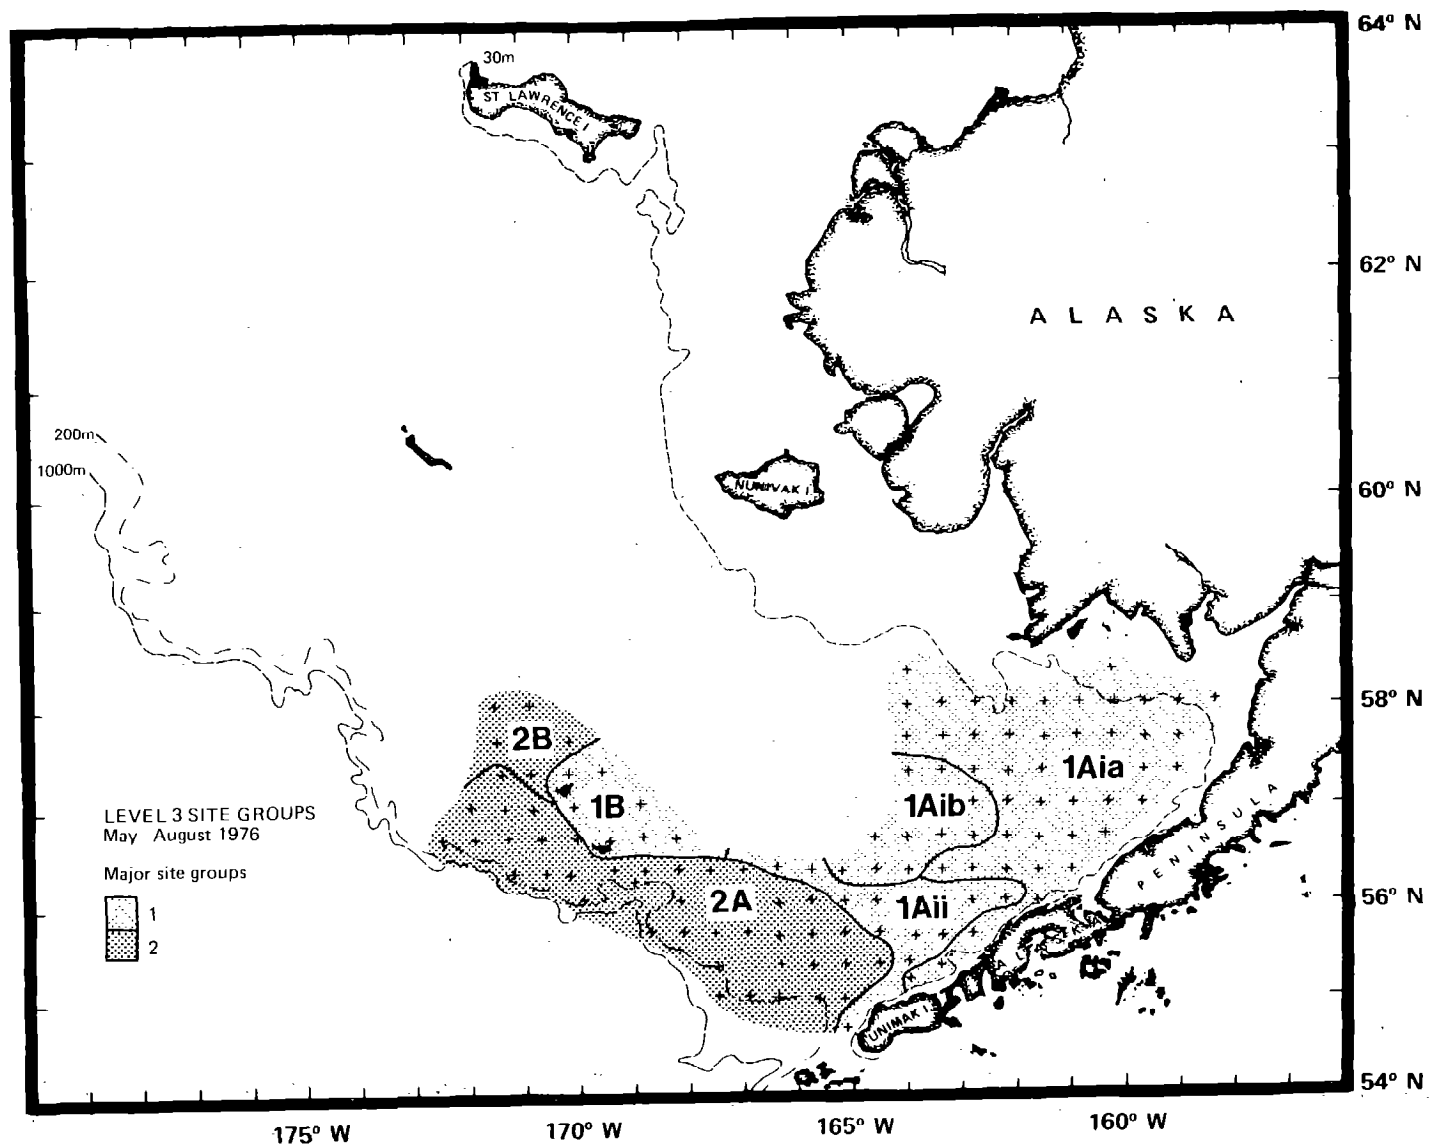 64° N
30m
ST LAWRENCE I
62° N
ALASKA
200m
1000m
60° N
NUNIVAK I.
58° N
2B
1Aia
1B
1Aib
LEVEL 3 SITE GROUPS
May August 1976
Major site groups
1
2
2A
1Aii
PENINSULA
56° N
ALASKA
UNIMAK I.
54° N
175° W
170° W
165° W
160° W